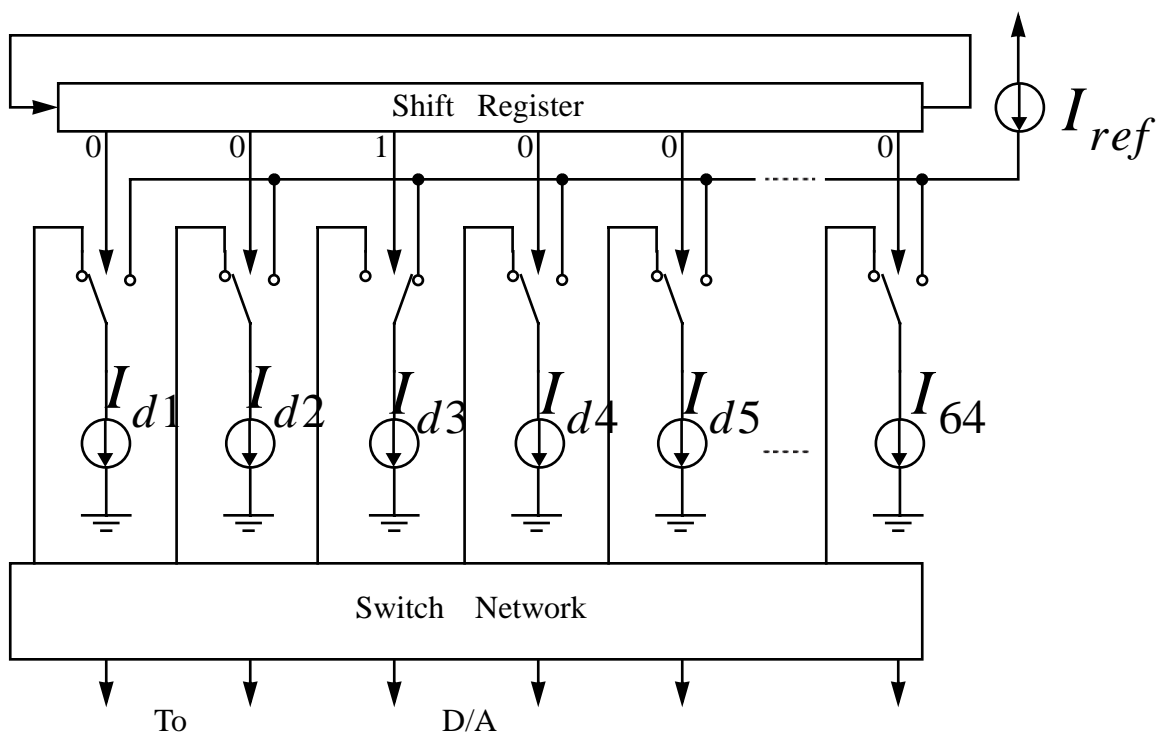 Shift Register
I ref
0 0 1 0 0 0
I d1 I d2 I d3 I d4 I d5 I 64
Switch Network
To D/A